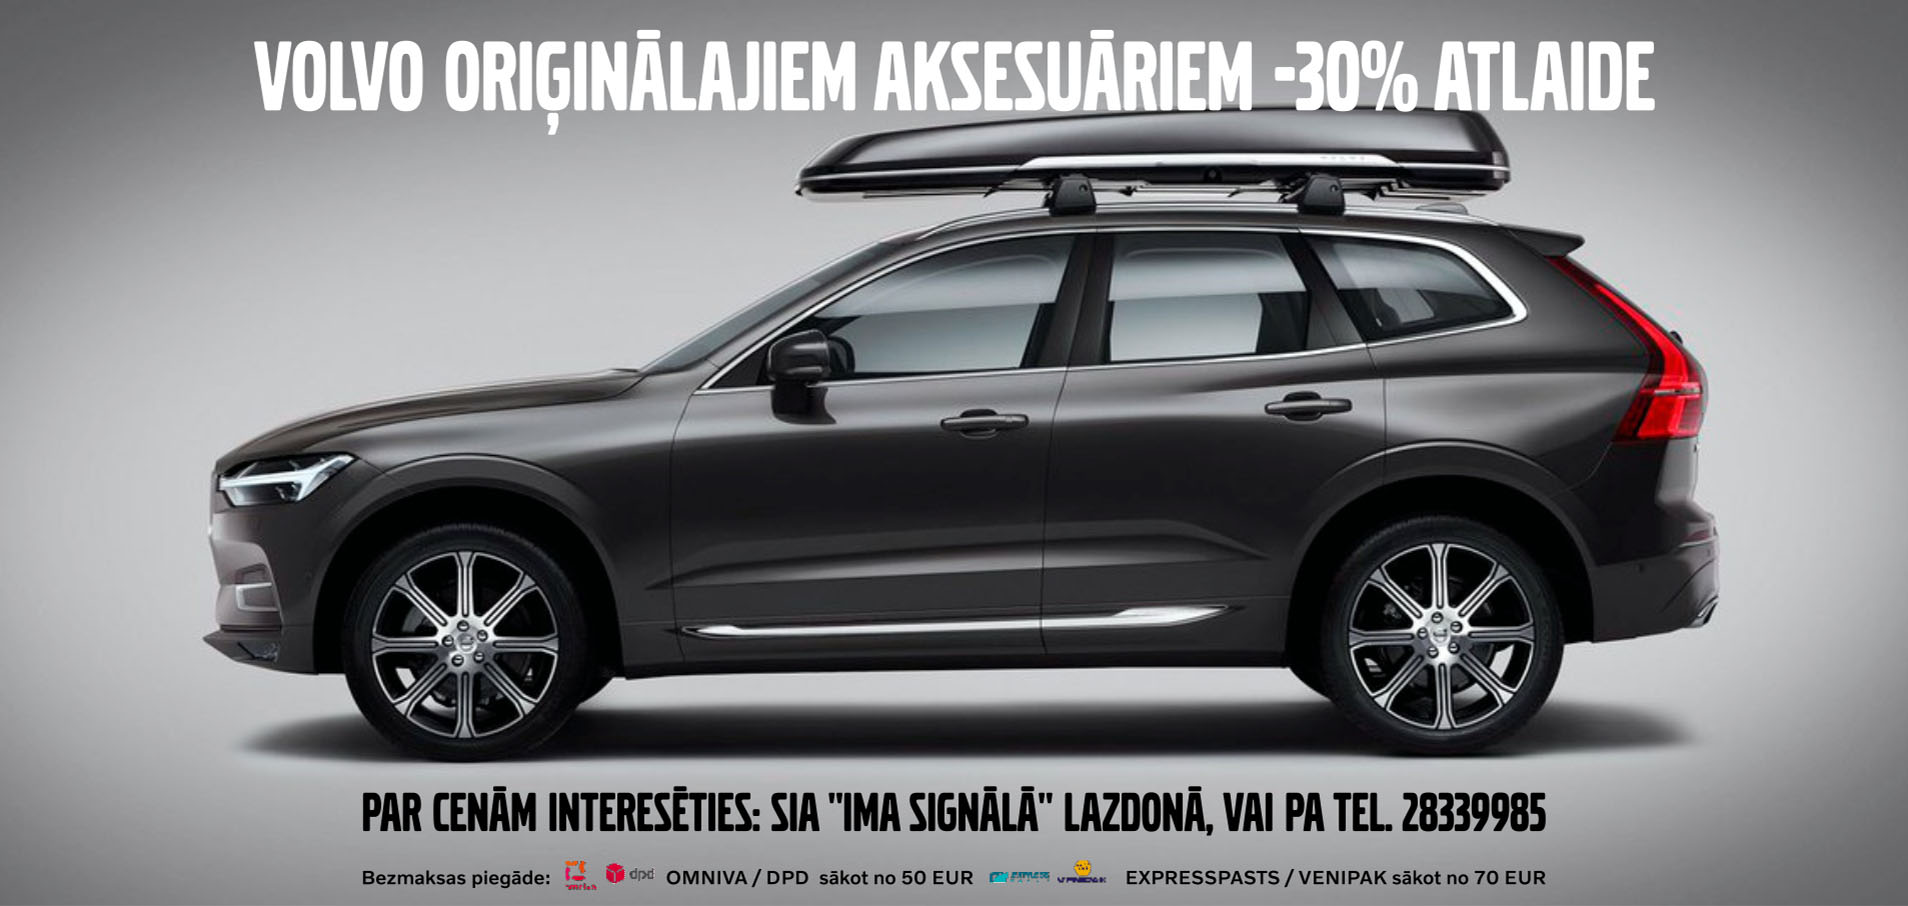 VOLVO ORIĢINĀLAJIEM AKSESUĀRIEM -30% ATLAIDE
PAR CENĀM INTERESĒTIES: SIA "IMA SIGNĀLĀ" LAZDONĀ, VAI PA TEL. 28339985
Bezmaksas piegāde: dpd OMNIVA / DPD sākot no 50 EUR EXPRESSPASTS / VENIPAK sākot no 70 EUR